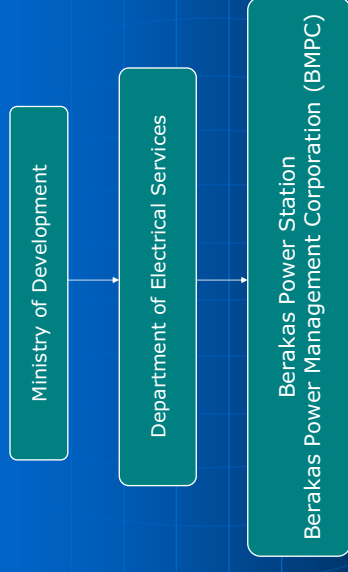 Ministry of Development
Department of Electrical Services
Berakas Power Station
Berakas Power Management Corporation (BMPC)